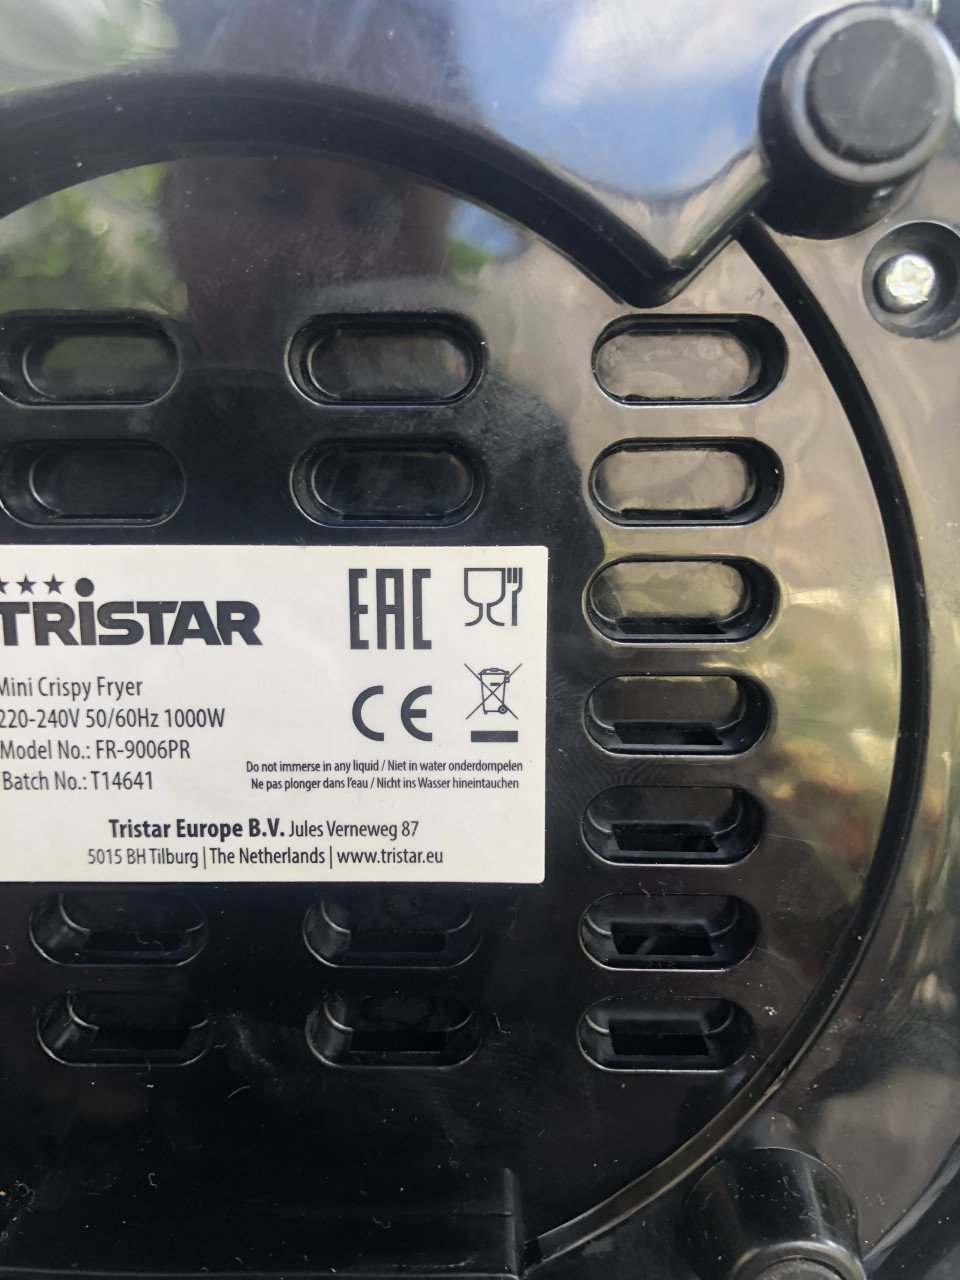 TRISTAR
EAC
Mini Crispy Fryer
CE
220-240V 50/60Hz 1000W
Model No.: FR-9006PR
Batch No.: T14641
Do not immerse in any liquid / Niet in water onderdompelen
Ne pas plonger dans l'eau / Nicht ins Wasser hineintauchen
Tristar Europe B.V. Jules Verneweg 87
5015 BH Tilburg | The Netherlands | www.tristar.eu